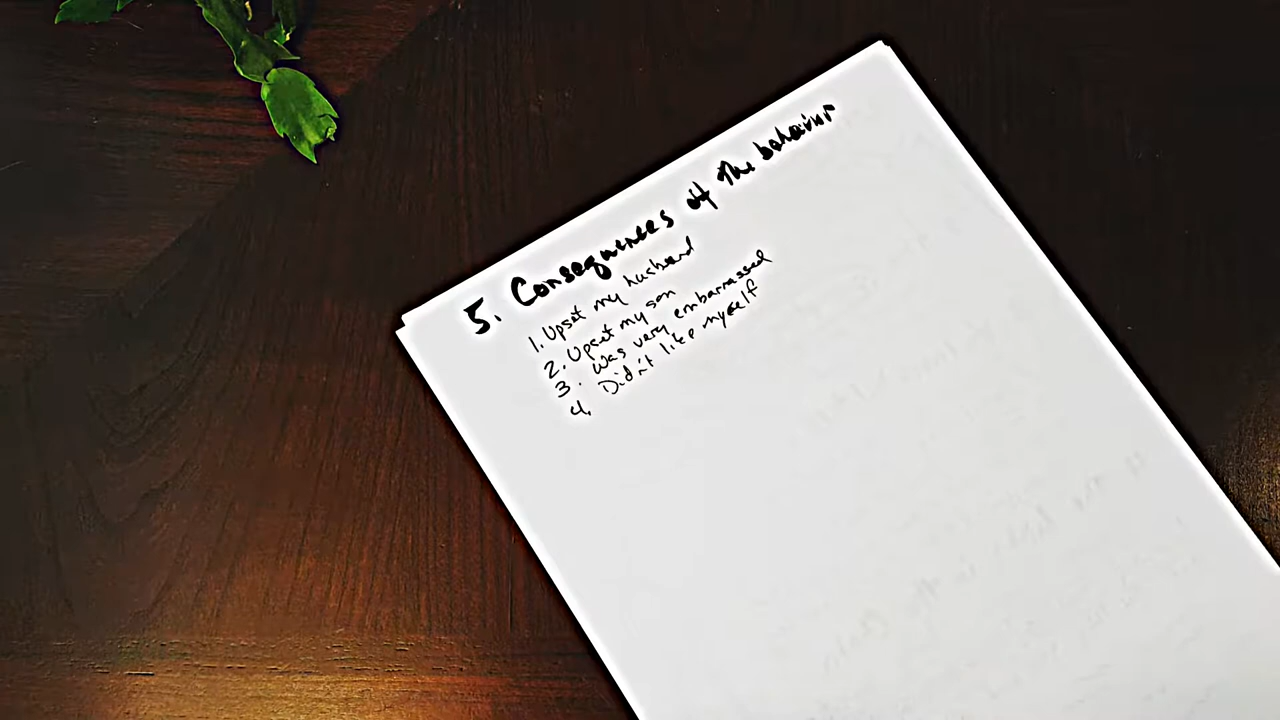 5. Consequences of the behavior
1. Upset my husband
2. Upset my son
3. Was very embarrassed
4. Didn't like myself